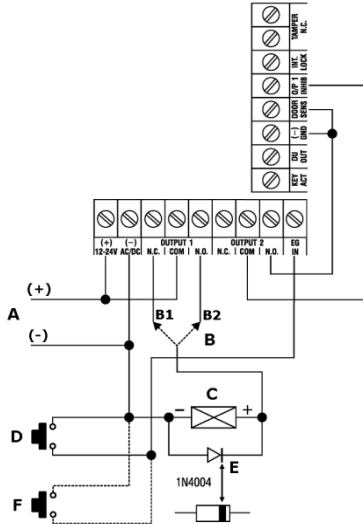 TAMPER
N.C.
INT.
LOCK
O/P 1
INHIB
DOOR
SENS
(-)
GND
DU
OUT
KEY
ACT
(+)
12-24V
(-)
AC/DC
OUTPUT 1
N.C. COM N.O.
OUTPUT 2
N.C. COM N.O.
EG
IN
(+)
A
(-)
B1 B2
B
C
- +
D
E
1N4004
F